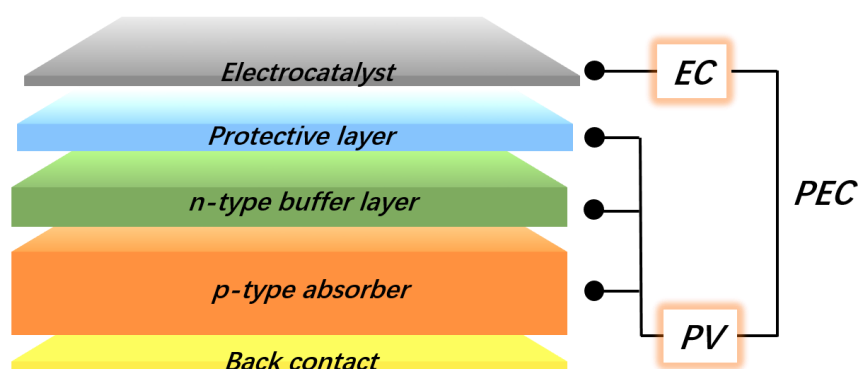 Electrocatalyst
EC
Protective layer
n-type buffer layer
PEC
p-type absorber
PV
Back contact